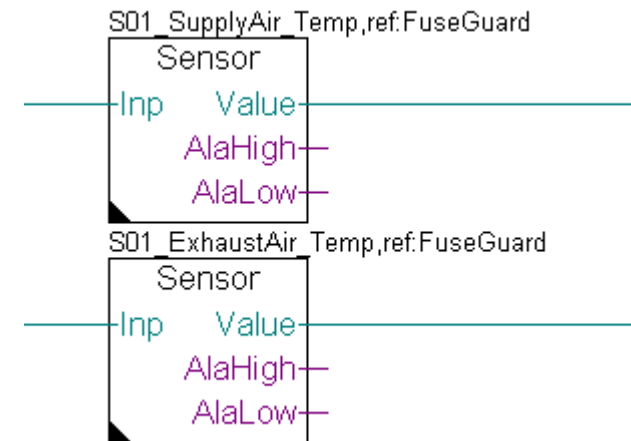 S01_SupplyAir_Temp,ref:FuseGuard
Sensor
Inp Value
AlaHigh
AlaLow
S01_ExhaustAir_Temp,ref:FuseGuard
Sensor
Inp Value
AlaHigh
AlaLow